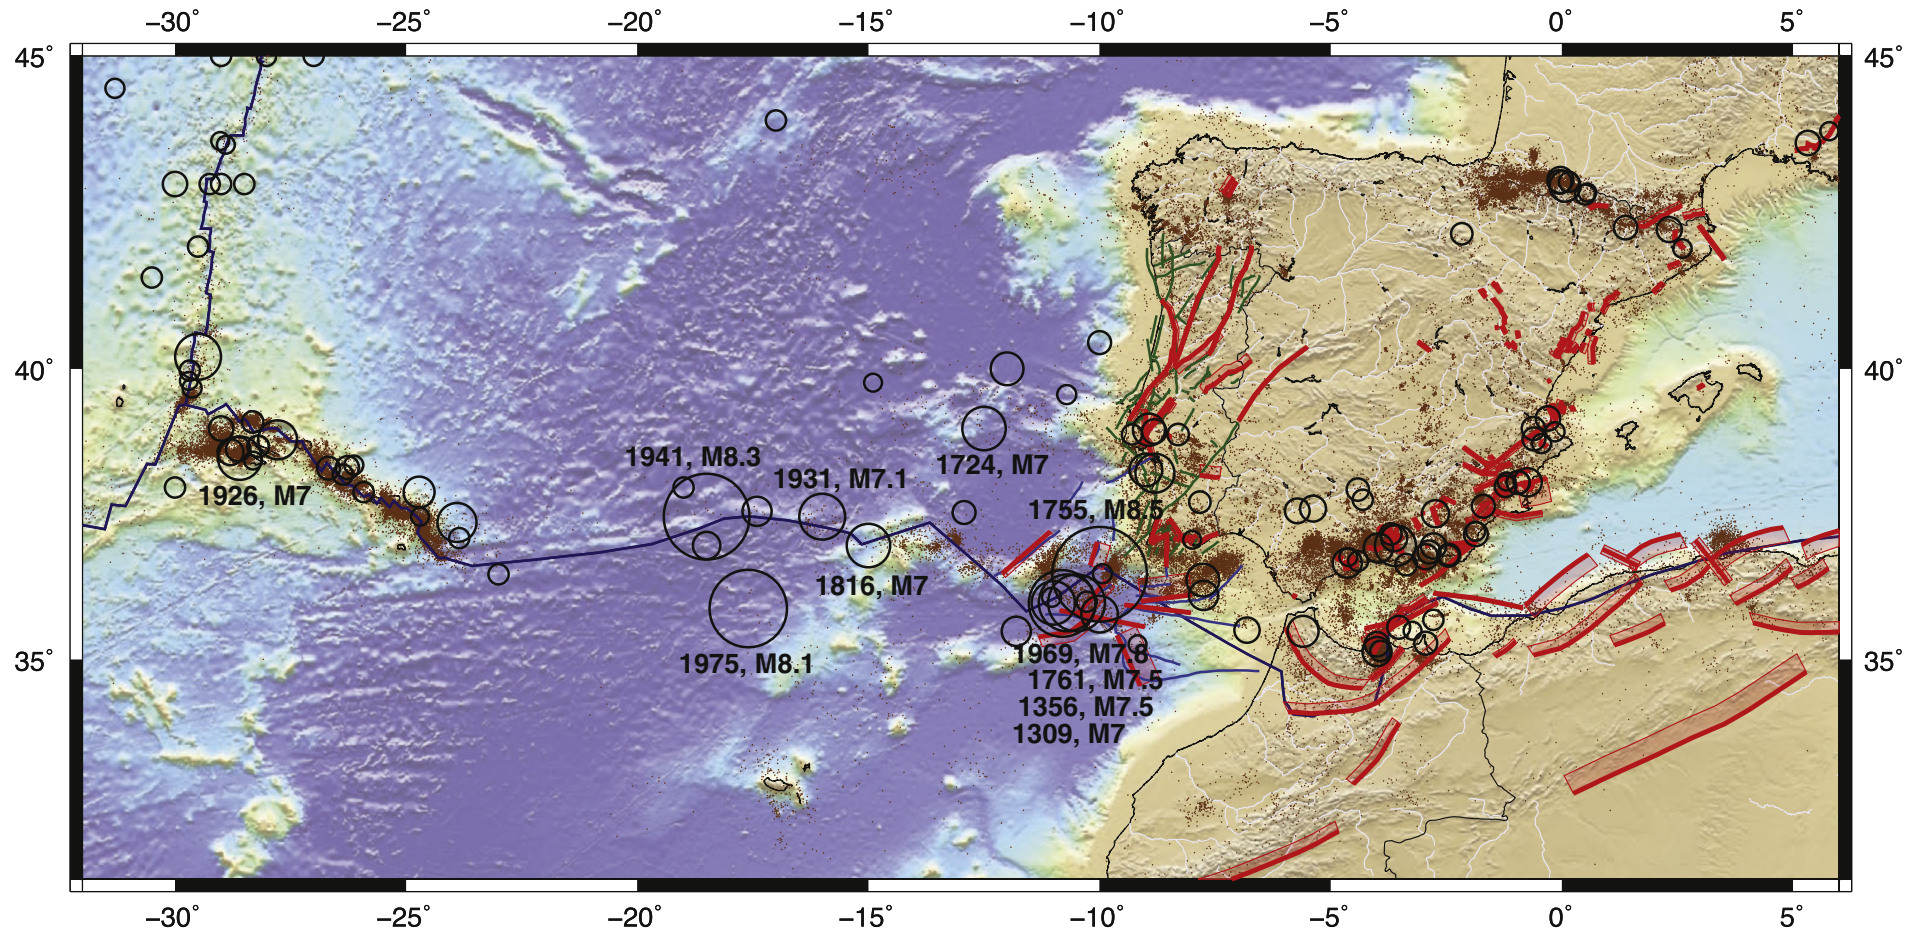 −30° −25° −20° −15° −10° −5° 0° 5°
45° 45°
40° 40°
1941, M8.3
1931, M7.1
1724, M7
1926, M7
1755, M8.5
1816, M7
1975, M8.1
35° 35°
1969, M7.8
1761, M7.5
1356, M7.5
1309, M7
−30° −25° −20° −15° −10° −5° 0° 5°